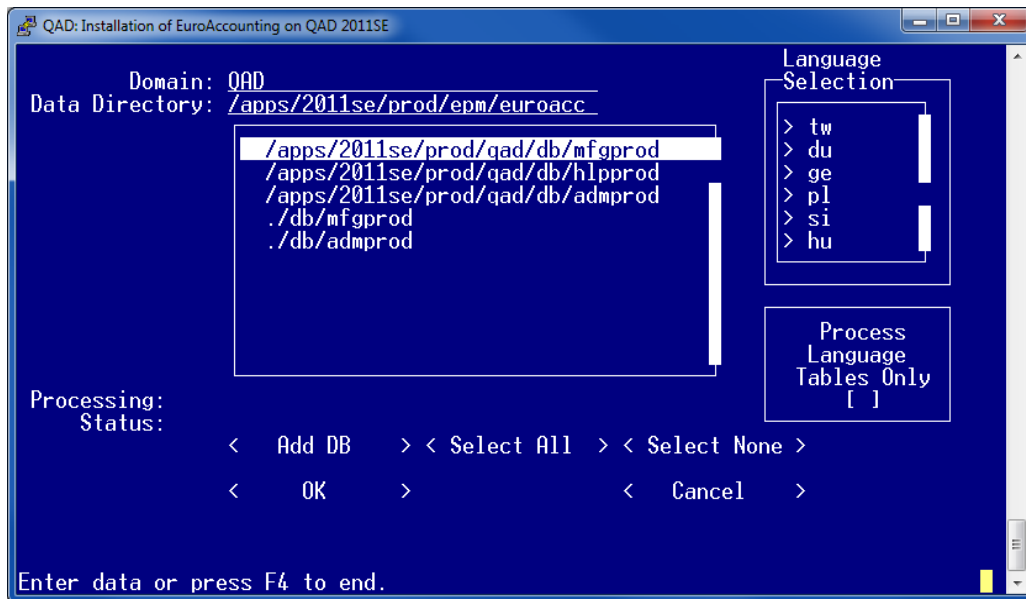 QAD: Installation of EuroAccounting on QAD 2011SE
Domain: QAD
Data Directory: /apps/2011se/prod/epm/euroacc
/apps/2011se/prod/qad/db/mfgprod
/apps/2011se/prod/qad/db/hlpprod
/apps/2011se/prod/qad/db/admprod
./db/mfgprod
./db/admprod
Language
Selection
> tw
> du
> ge
> pl
> si
> hu
Process
Language
Tables Only
[ ]
Processing:
Status:
< Add DB > < Select All > < Select None >
< OK > < Cancel >
Enter data or press F4 to end.